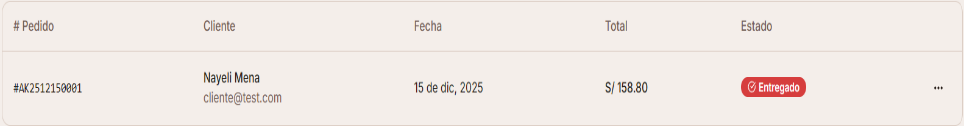 # Pedido Cliente Fecha Total Estado
Nayeli Mena
#AK2512150001 15 de dic, 2025 S/ 158.80 Entregado ···
cliente@test.com